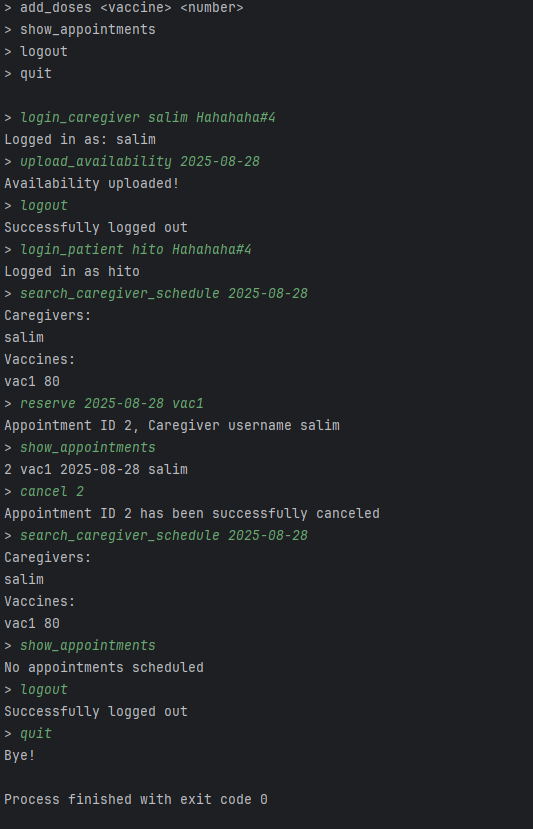 > add_doses <vaccine> <number>
> show_appointments
> logout
> quit
> login_caregiver salim Hahahaha#4
Logged in as: salim
> upload_availability 2025-08-28
Availability uploaded!
> logout
Successfully logged out
> login_patient hito Hahahaha#4
Logged in as hito
> search_caregiver_schedule 2025-08-28
Caregivers:
salim
Vaccines:
vac1 80
> reserve 2025-08-28 vac1
Appointment ID 2, Caregiver username salim
> show_appointments
2 vac1 2025-08-28 salim
> cancel 2
Appointment ID 2 has been successfully canceled
> search_caregiver_schedule 2025-08-28
Caregivers:
salim
Vaccines:
vac1 80
> show_appointments
No appointments scheduled
> logout
Successfully logged out
> quit
Bye!
Process finished with exit code 0